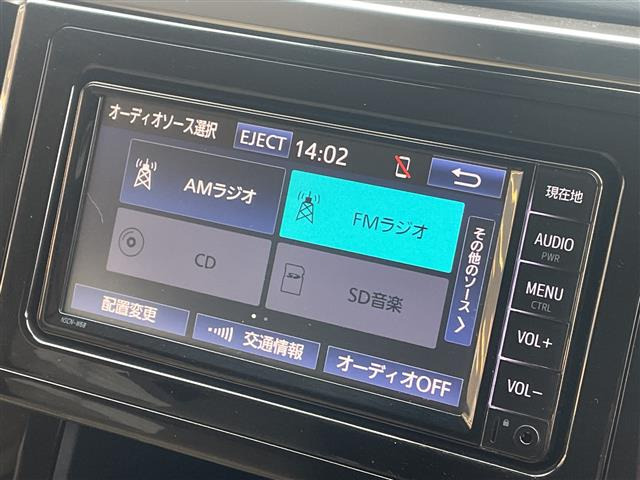 オーディオソース選択
EJECT
14:02
AMラジオ
FMラジオ
CD
SD音楽
その他のソース
配置変更
交通情報
オーディオOFF
NSCN-W68
現在地
AUDIO
PWR
MENU
CTRL
VOL+
VOL−